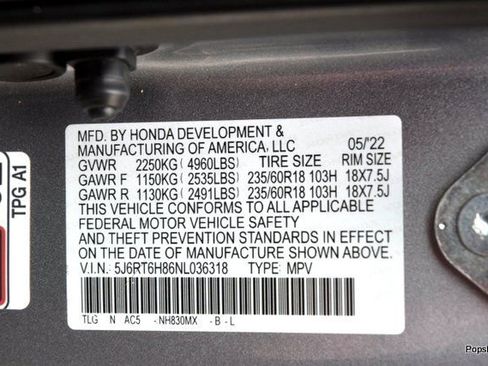 MFD. BY HONDA DEVELOPMENT &
MANUFACTURING OF AMERICA, LLC 05/'22
GVWR 2250KG ( 4960LBS) TIRE SIZE RIM SIZE
GAWR F 1150KG ( 2535LBS) 235/60R18 103H 18X7.5J
GAWR R 1130KG ( 2491LBS) 235/60R18 103H 18X7.5J
THIS VEHICLE CONFORMS TO ALL APPLICABLE
FEDERAL MOTOR VEHICLE SAFETY
AND THEFT PREVENTION STANDARDS IN EFFECT
ON THE DATE OF MANUFACTURE SHOWN ABOVE.
V.I.N. : 5J6RT6H86NL036318 TYPE: MPV
TLG N AC5 - NH830MX - B - L
TPG A1